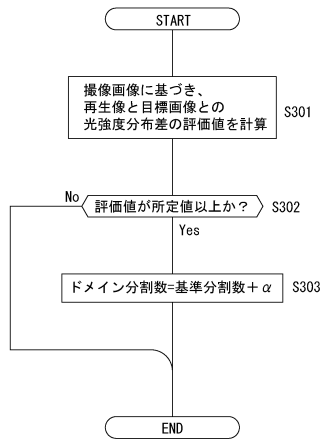 START
撮像画像に基づき、
再生像と目標画像との
光強度分布差の評価値を計算
S301
No
評価値が所定値以上か？
S302
Yes
ドメイン分割数=基準分割数＋α
S303
END